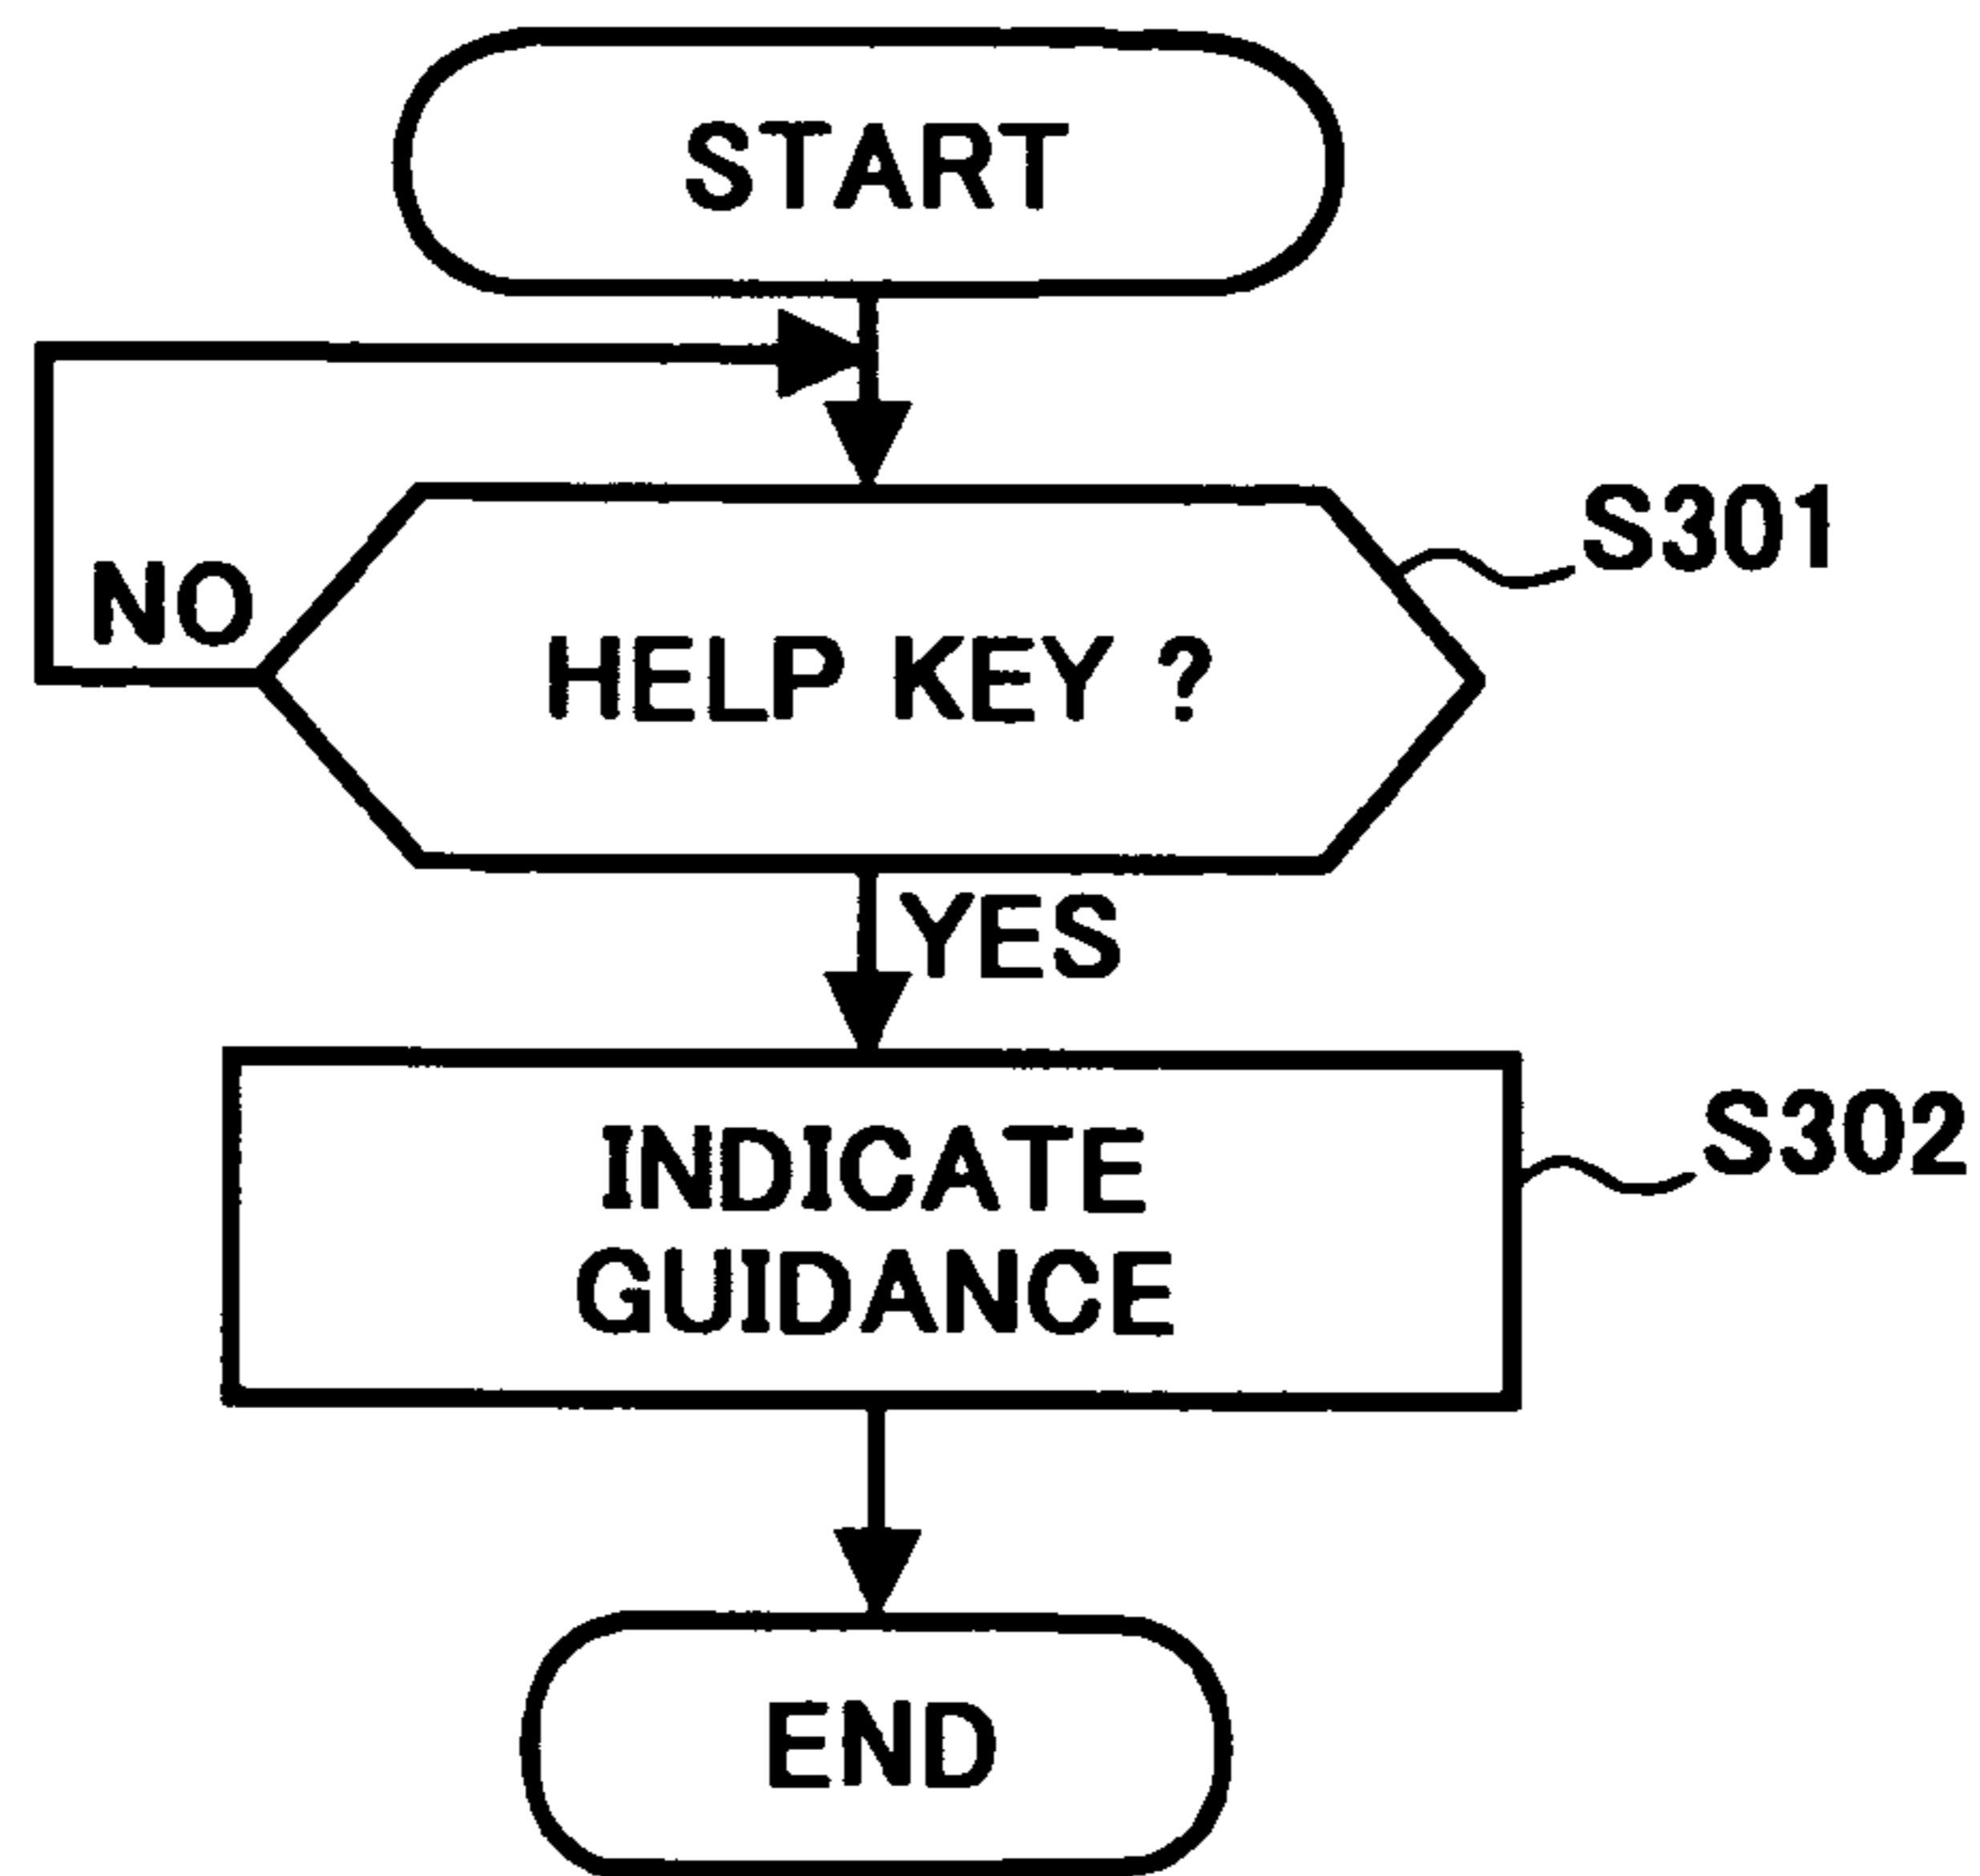 START
S301
NO
HELP KEY ?
YES
S302
INDICATE
GUIDANCE
END